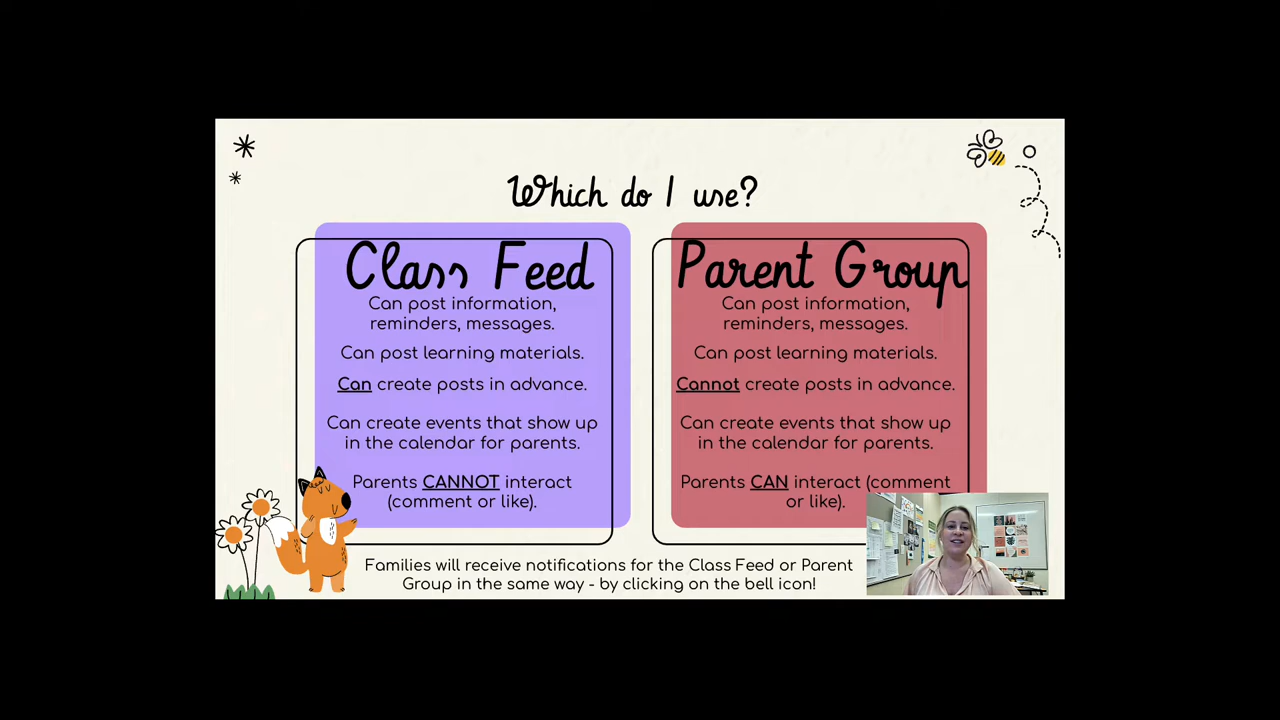 Which do I use?
Class Feed
Can post information,
reminders, messages.
Can post learning materials.
Can create posts in advance.
Can create events that show up
in the calendar for parents.
Parents CANNOT interact
(comment or like).
Parent Group
Can post information,
reminders, messages.
Can post learning materials.
Cannot create posts in advance.
Can create events that show up
in the calendar for parents.
Parents CAN interact (comment
or like).
Families will receive notifications for the Class Feed or Parent
Group in the same way - by clicking on the bell icon!